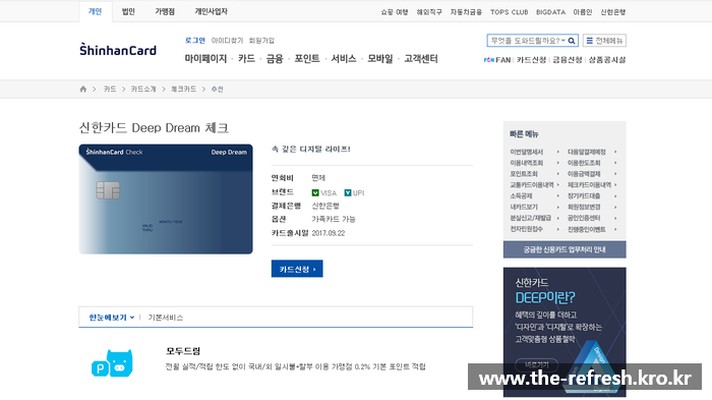 개인 법인 가맹점 개인사업자
쇼핑 여행 해외직구 자동차금융 TOPS CLUB BIGDATA 아름인 신한은행
ShinhanCard
로그인 아이디찾기 회원가입
무엇을 도와드릴까요?
전체메뉴
마이페이지 카드 금융 포인트 서비스 모바일 고객센터
FAN 카드신청 금융신청 상품공시실
카드 카드소개 체크카드 추천
신한카드 Deep Dream 체크
ShinhanCard Check Deep Dream
속 깊은 디지털 라이프!
연회비 면제
브랜드 VISA UPI
결제은행 신한은행
옵션 가족카드 가능
카드출시일 2017.09.22
카드신청
빠른 메뉴
이번달명세서 다음달결제예정
이용내역조회 이용한도조회
포인트조회 이용금액결제
교통카드이용내역 체크카드이용내역
소득공제 장기카드대출
내카드보기 회원정보변경
분실신고/재발급 공인인증센터
전자민원접수 진행중인이벤트
궁금한 신용카드 업무처리 안내
신한카드
DEEP이란?
혜택의 깊이를 더하고
'디자인'과 '디지털'로 확장하는
고객맞춤형 상품철학
바로가기
한눈에보기 기본서비스
모두드림
전월 실적/적립 한도 없이 국내/외 일시불+할부 이용 가맹점 0.2% 기본 포인트 적립
www.the-refresh.kro.kr